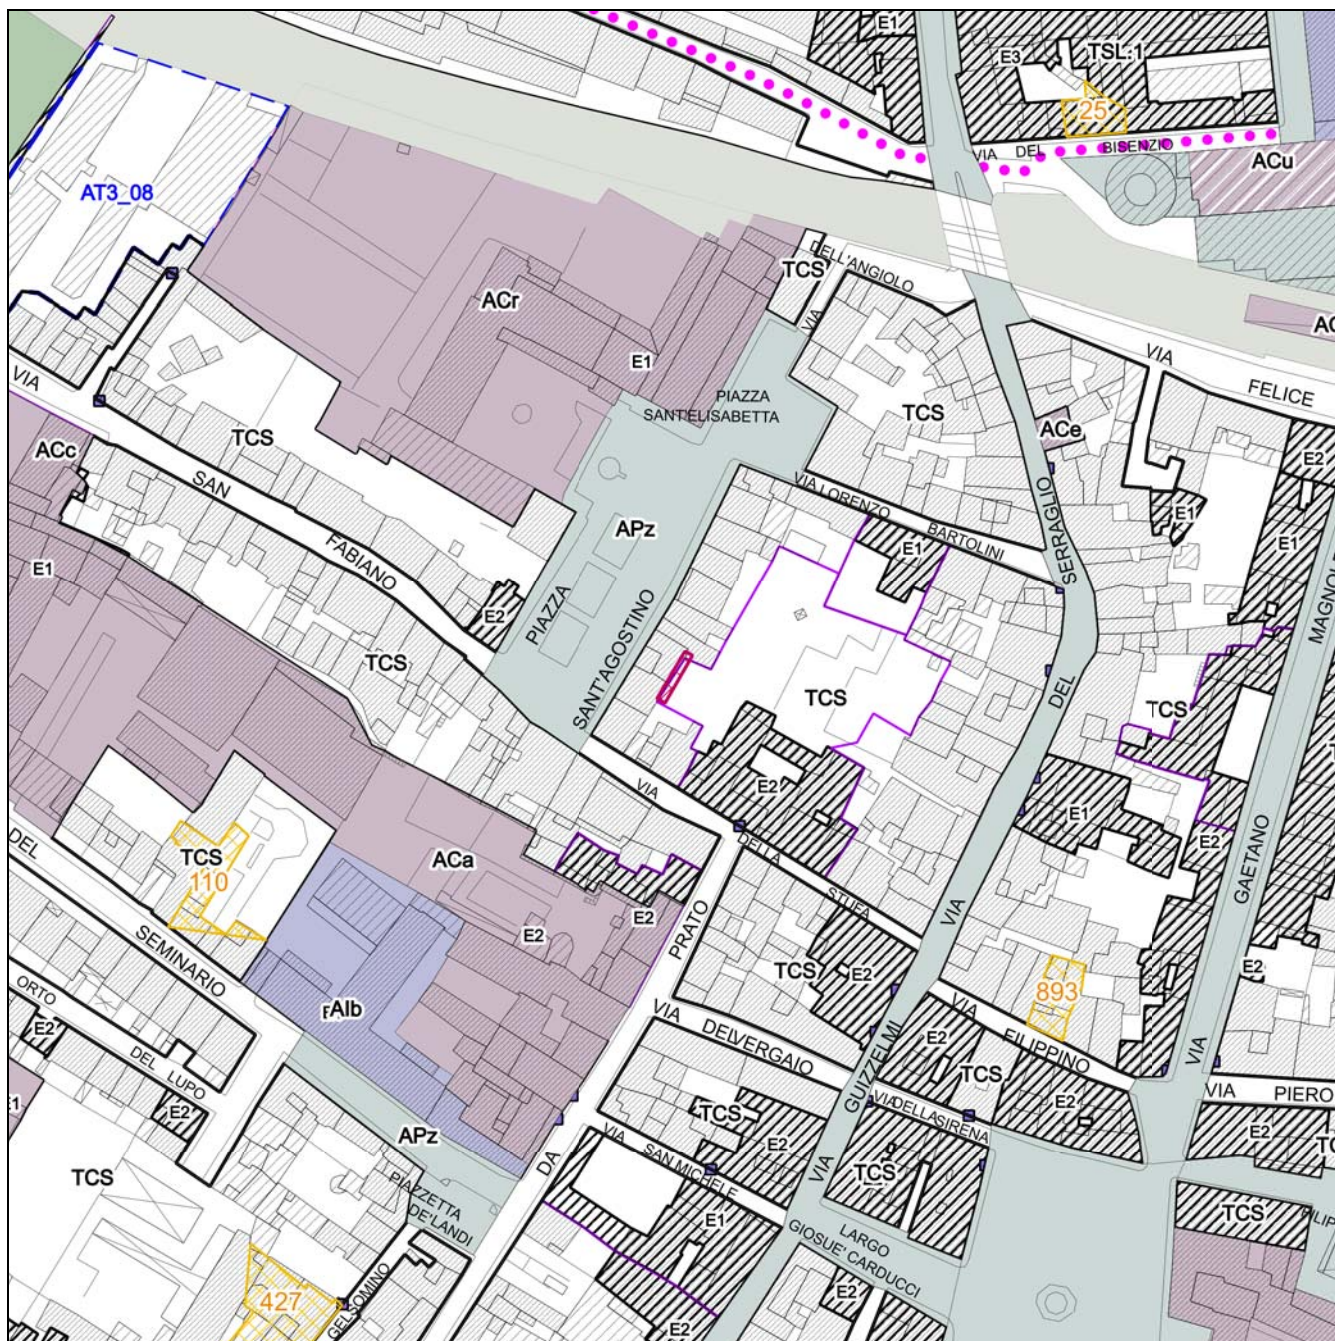 E1
E3
TSL.1
25
VIA DEL BISENZIO
ACu
AT3_08
DELL'ANGIOLO
TCS
VIA
ACr
E1
VIA FELICE
PIAZZA
SANT'ELISABETTA
TCS
ACe
VIA
SAN
FABIANO
TCS
ACc
E2
VIA LORENZO BARTOLINI
SERRAGLIO
E1
E1
E1
APz
E1
MAGNOL
E2
PIAZZA
SANT'AGOSTINO
TCS
TCS
DEL
TCS
VIA
E2
E1
E2
DELLA
STUFA
GAETANO
DEL
SEMINARIO
TCS
110
ACa
E2
E2
PRATO
TCS
E2
VIA
E2
893
VIA
FILIPPINO
ORTO
DEL LUPO
E2
E2
AIb
VIA DELVERGAIO
GUIZZELMI
E2
TCS
E2
VIA
VIA PIERO
E1
TCS
APz
PIAZZETTA
DE'LANDI
DA
VIA
SAN MICHELE
TCS
E2
VIA DELLA SIRENA
TCS
E2
E1
VIA
LARGO
GIOSUE' CARDUCCI
TCS
427
GELSOMINO
E2
E2